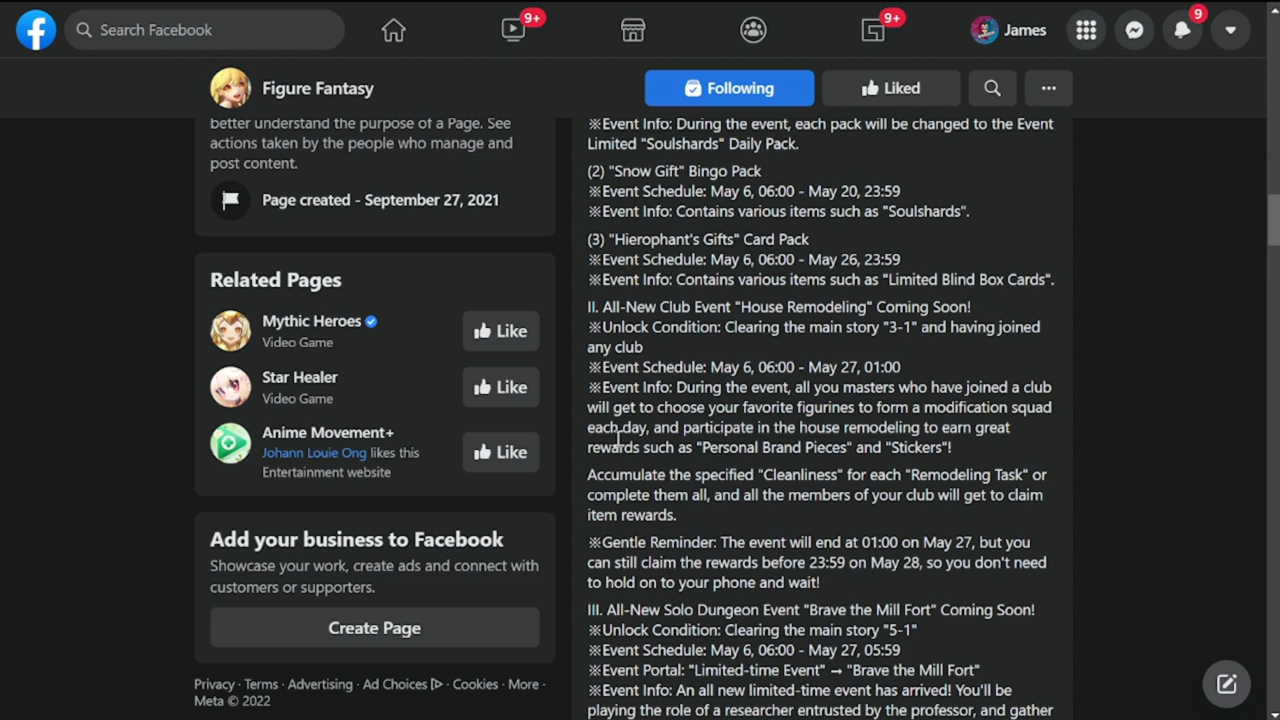 Search Facebook
9+
9+
James
9
Figure Fantasy
Following
Liked
better understand the purpose of a Page. See
actions taken by the people who manage and
post content.
Page created - September 27, 2021
Related Pages
Mythic Heroes
Video Game
Like
Star Healer
Video Game
Like
Anime Movement+
Johann Louie Ong likes this
Entertainment website
Like
Add your business to Facebook
Showcase your work, create ads and connect with
customers or supporters.
Create Page
Privacy · Terms · Advertising · Ad Choices · Cookies · More ·
Meta © 2022
※Event Info: During the event, each pack will be changed to the Event
Limited "Soulshards" Daily Pack.
(2) "Snow Gift" Bingo Pack
※Event Schedule: May 6, 06:00 - May 20, 23:59
※Event Info: Contains various items such as "Soulshards".
(3) "Hierophant's Gifts" Card Pack
※Event Schedule: May 6, 06:00 - May 26, 23:59
※Event Info: Contains various items such as "Limited Blind Box Cards".
II. All-New Club Event "House Remodeling" Coming Soon!
※Unlock Condition: Clearing the main story "3-1" and having joined
any club
※Event Schedule: May 6, 06:00 - May 27, 01:00
※Event Info: During the event, all you masters who have joined a club
will get to choose your favorite figurines to form a modification squad
each day, and participate in the house remodeling to earn great
rewards such as "Personal Brand Pieces" and "Stickers"!
Accumulate the specified "Cleanliness" for each "Remodeling Task" or
complete them all, and all the members of your club will get to claim
item rewards.
※Gentle Reminder: The event will end at 01:00 on May 27, but you
can still claim the rewards before 23:59 on May 28, so you don't need
to hold on to your phone and wait!
III. All-New Solo Dungeon Event "Brave the Mill Fort" Coming Soon!
※Unlock Condition: Clearing the main story "5-1"
※Event Schedule: May 6, 06:00 - May 27, 05:59
※Event Portal: "Limited-time Event" → "Brave the Mill Fort"
※Event Info: An all new limited-time event has arrived! You'll be
playing the role of a researcher entrusted by the professor, and gather